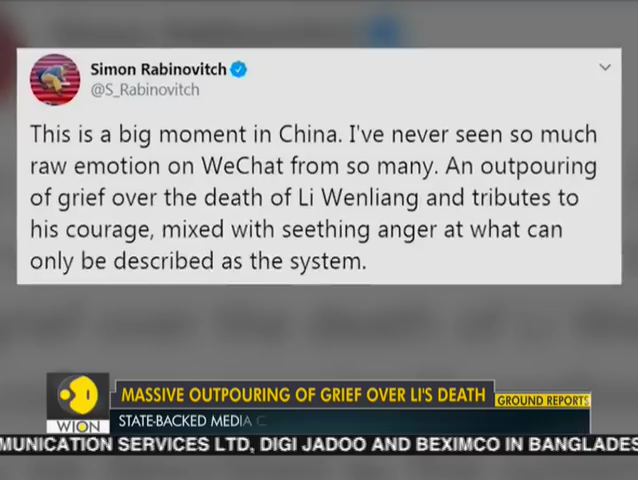 Simon Rabinovitch
@S_Rabinovitch
This is a big moment in China. I've never seen so much
raw emotion on WeChat from so many. An outpouring
of grief over the death of Li Wenliang and tributes to
his courage, mixed with seething anger at what can
only be described as the system.
MASSIVE OUTPOURING OF GRIEF OVER LI'S DEATH
GROUND REPORTS
WION
STATE-BACKED MEDIA C
MUNICATION SERVICES LTD, DIGI JADOO AND BEXIMCO IN BANGLADES